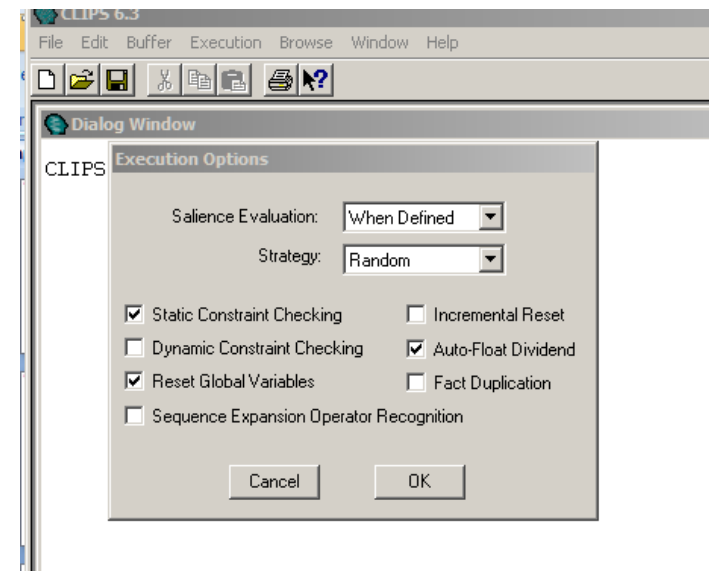 CLIPS 6.3
File Edit Buffer Execution Browse Window Help
Dialog Window
CLIPS
Execution Options
Salience Evaluation: When Defined
Strategy: Random
Static Constraint Checking Incremental Reset
Dynamic Constraint Checking Auto-Float Dividend
Reset Global Variables Fact Duplication
Sequence Expansion Operator Recognition
Cancel OK